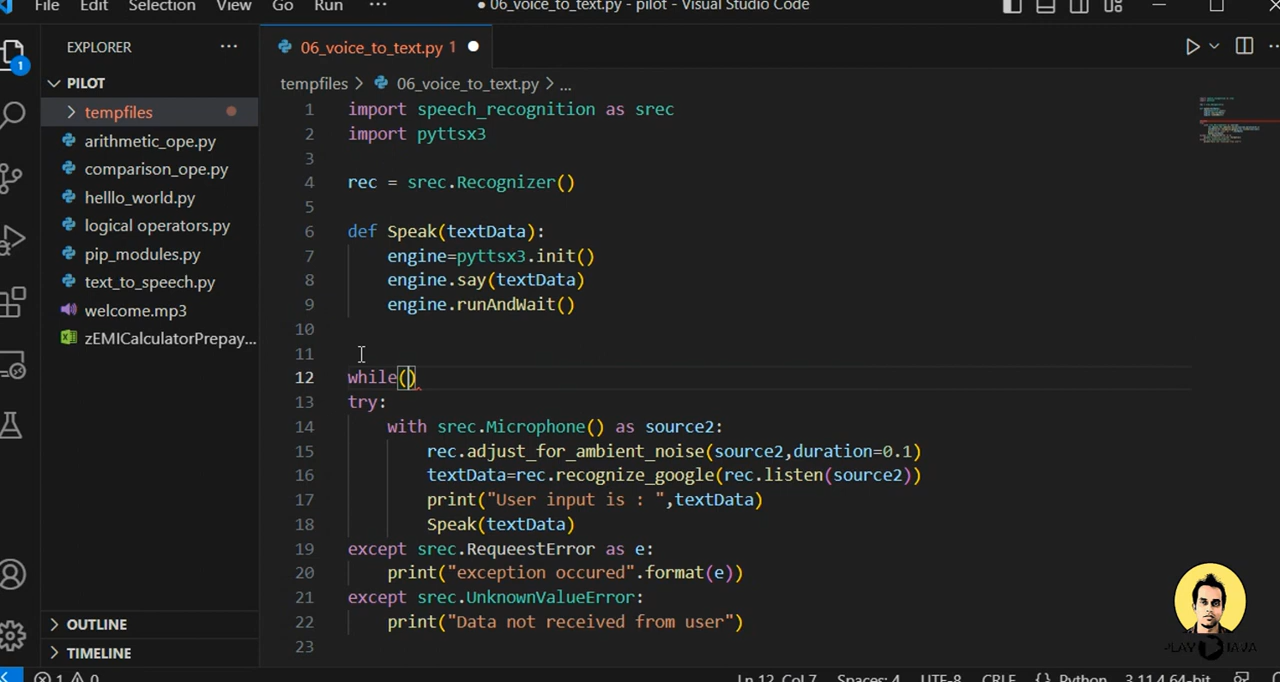 File Edit Selection View Go Run ··· ● 06_voice_to_text.py - pilot - Visual Studio Code
EXPLORER ···
06_voice_to_text.py 1 ●
1
PILOT
tempfiles > 06_voice_to_text.py > ...
tempfiles
arithmetic_ope.py
comparison_ope.py
helllo_world.py
logical operators.py
pip_modules.py
text_to_speech.py
welcome.mp3
zEMICalculatorPrepay...
1 import speech_recognition as srec
2 import pyttsx3
3
4 rec = srec.Recognizer()
5
6 def Speak(textData):
7 engine=pyttsx3.init()
8 engine.say(textData)
9 engine.runAndWait()
10
11
12 while()
13 try:
14 with srec.Microphone() as source2:
15 rec.adjust_for_ambient_noise(source2,duration=0.1)
16 textData=rec.recognize_google(rec.listen(source2))
17 print("User input is : ",textData)
18 Speak(textData)
19 except srec.RequeestError as e:
20 print("exception occured".format(e))
21 except srec.UnknownValueError:
22 print("Data not received from user")
23
OUTLINE
TIMELINE
1 0 Ln 12, Col 7 Spaces: 4 UTF-8 CRLF {} Python 3.11.4 64-bit